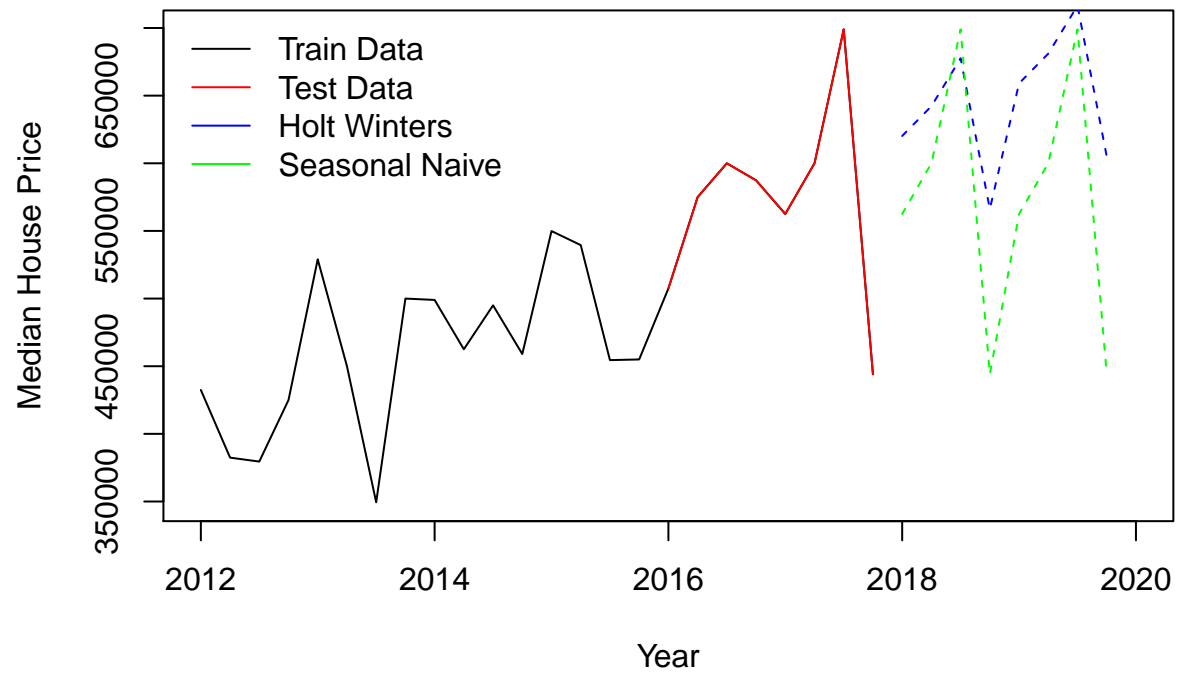 Train Data
Test Data
Holt Winters
Seasonal Naive
Median House Price
650000
550000
450000
350000
2012 2014 2016 2018 2020
Year